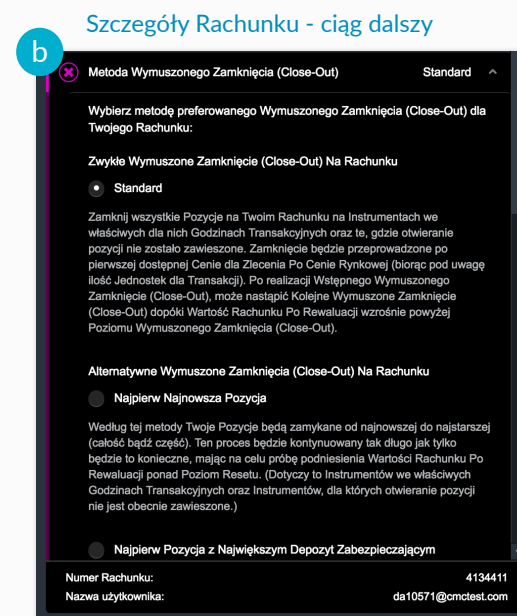 Szczegóły Rachunku - ciąg dalszy
b
Metoda Wymuszonego Zamknięcia (Close-Out) Standard
Wybierz metodę preferowanego Wymuszonego Zamknięcia (Close-Out) dla
Twojego Rachunku:
Zwykłe Wymuszone Zamknięcie (Close-Out) Na Rachunku
Standard
Zamknij wszystkie Pozycje na Twoim Rachunku na Instrumentach we
właściwych dla nich Godzinach Transakcyjnych oraz te, gdzie otwieranie
pozycji nie zostało zawieszone. Zamknięcie będzie przeprowadzone po
pierwszej dostępnej Cenie dla Zlecenia Po Cenie Rynkowej (biorąc pod uwagę
ilość Jednostek dla Transakcji). Po realizacji Wstępnego Wymuszonego
Zamknięcie (Close-Out), może nastąpić Kolejne Wymuszone Zamknięcie
(Close-Out) dopóki Wartość Rachunku Po Rewaluacji wzrośnie powyżej
Poziomu Wymuszonego Zamknięcia (Close-Out).
Alternatywne Wymuszone Zamknięcia (Close-Out) Na Rachunku
Najpierw Najnowsza Pozycja
Według tej metody Twoje Pozycje będą zamykane od najnowszej do najstarszej
(całość bądź część). Ten proces będzie kontynuowany tak długo jak tylko
będzie to konieczne, mając na celu próbę podniesienia Wartości Rachunku Po
Rewaluacji ponad Poziom Resetu. (Dotyczy to Instrumentów we właściwych
Godzinach Transakcyjnych oraz Instrumentów, dla których otwieranie pozycji
nie jest obecnie zawieszone.)
Najpierw Pozycja z Największym Depozyt Zabezpieczającym
Numer Rachunku: 4134411
Nazwa użytkownika: da10571@cmctest.com